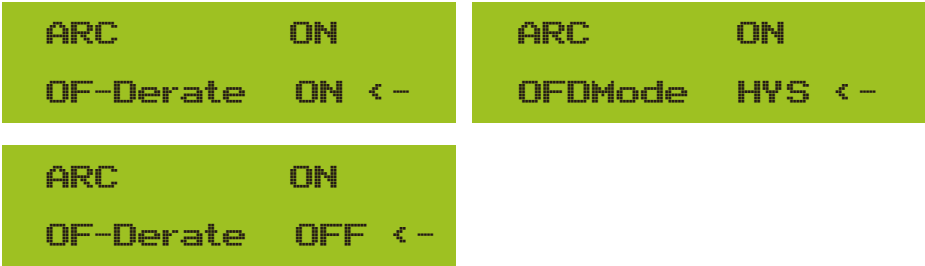 ARC ON
OF-Derate ON <-
ARC ON
OFDMode HYS <-
ARC ON
OF-Derate OFF <-